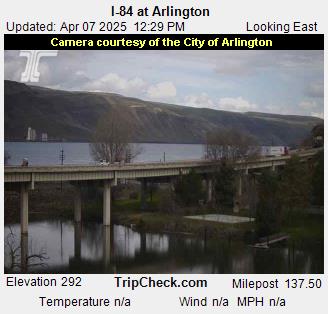 I-84 at Arlington
Updated: Apr 07 2025 12:29 PM Looking East
Camera courtesy of the City of Arlington
Elevation 292 TripCheck.com Milepost 137.50
Temperature n/a Wind n/a MPH n/a